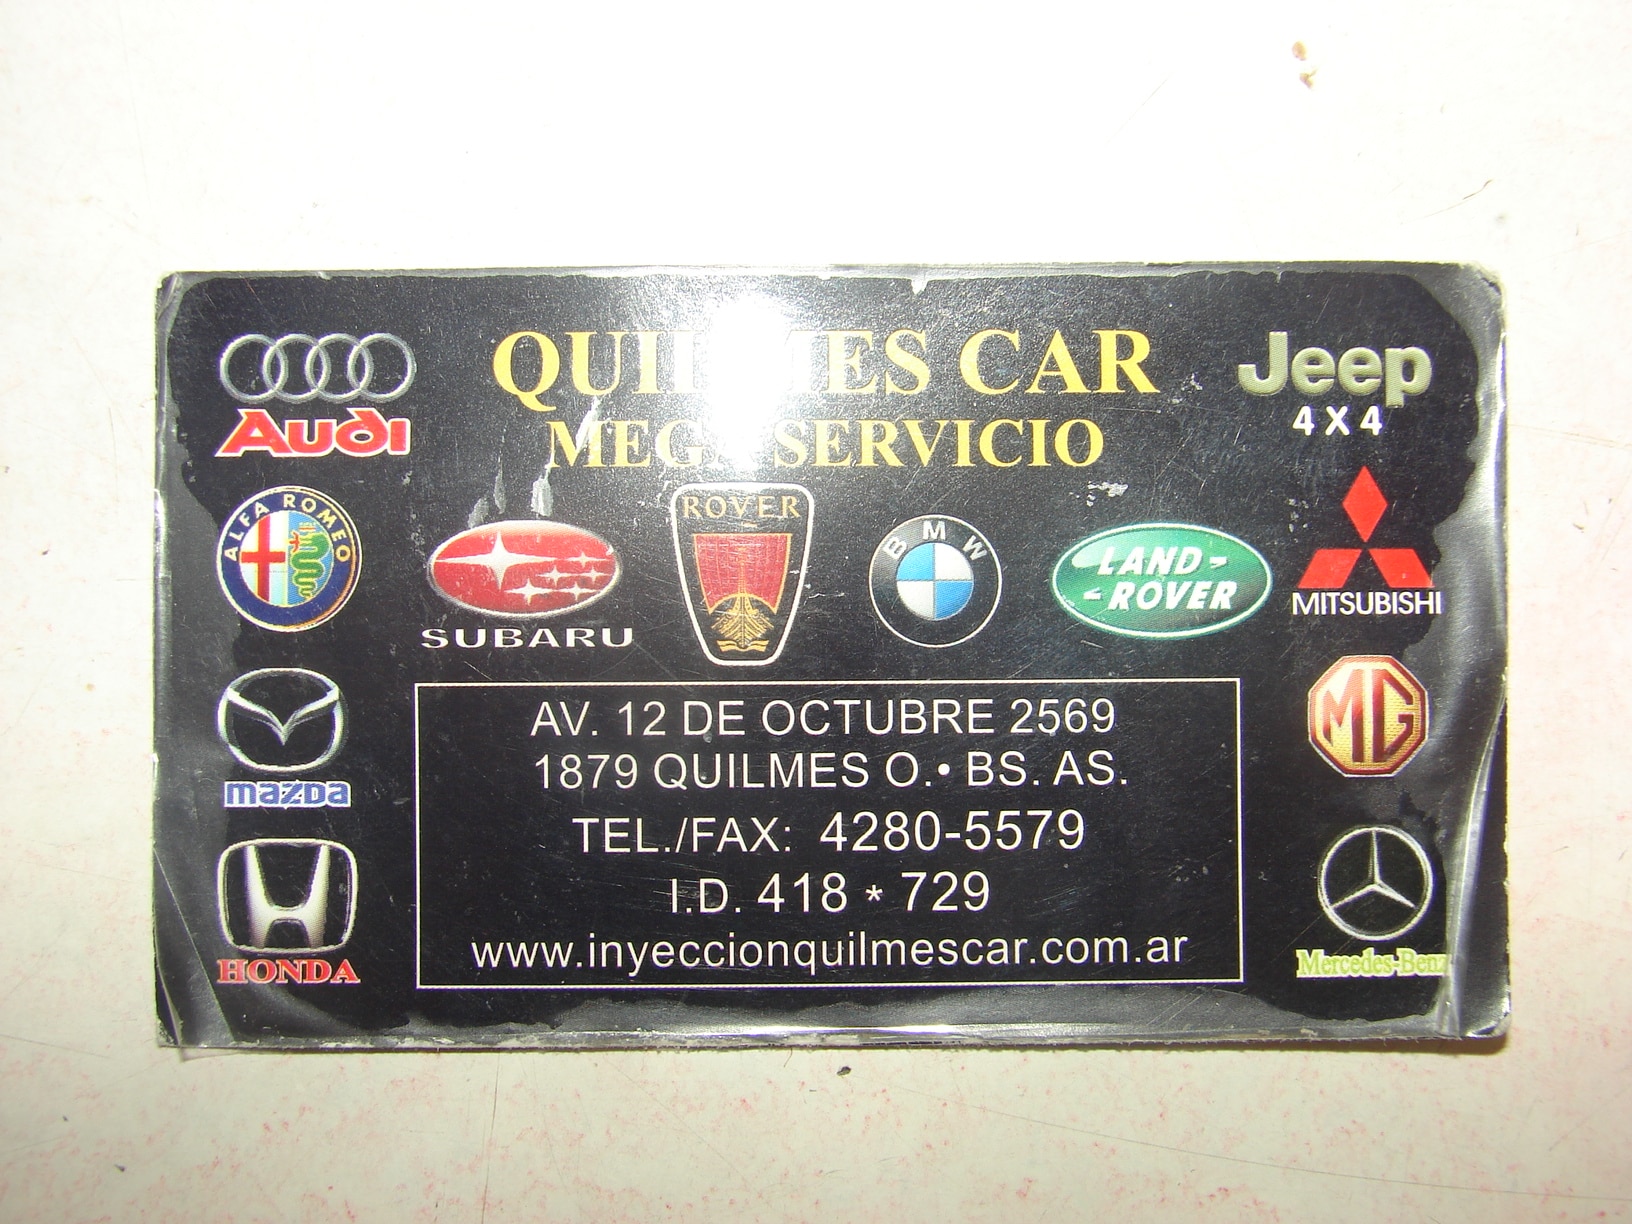 QUILMES CAR
MEGA SERVICIO
Audi
Jeep
4 X 4
ALFA ROMEO
SUBARU
ROVER
BMW
LAND-
-ROVER
MITSUBISHI
mazda
MG
HONDA
Mercedes-Benz
AV. 12 DE OCTUBRE 2569
1879 QUILMES O.• BS. AS.
TEL./FAX: 4280-5579
I.D. 418 * 729
www.inyeccionquilmescar.com.ar